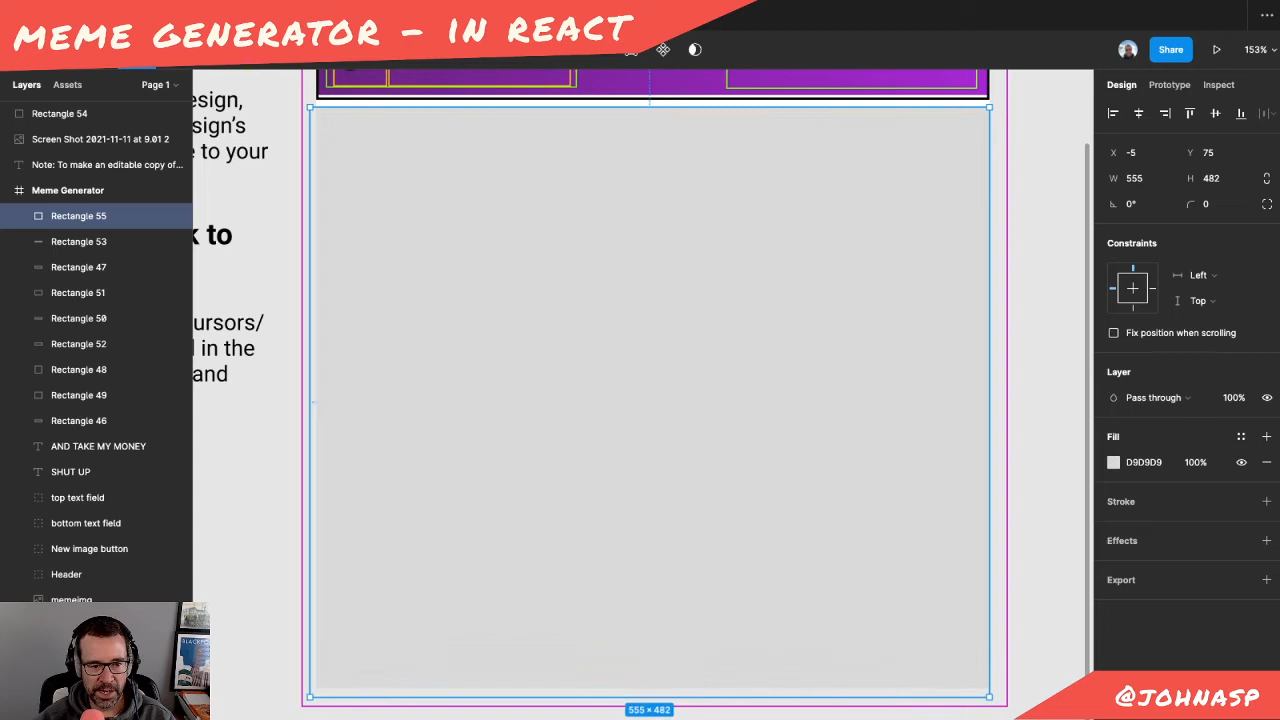 MEME GENERATOR - IN REACT
Share
153%
Layers
Assets
Page 1
Rectangle 54
Screen Shot 2021-11-11 at 9.01 2
Note: To make an editable copy of...
Meme Generator
Rectangle 55
Rectangle 53
Rectangle 47
Rectangle 51
Rectangle 50
Rectangle 52
Rectangle 48
Rectangle 49
Rectangle 46
AND TAKE MY MONEY
SHUT UP
top text field
bottom text field
New image button
Header
memeimg
esign,
sign's
e to your
k to
ursors/
d in the
and
555 × 482
Design
Prototype
Inspect
X -5 Y 75
W 555 H 482
0° 0
Constraints
Left
Top
Fix position when scrolling
Layer
Pass through 100%
Fill
D9D9D9 100%
Stroke
Effects
Export
@JOHNASP